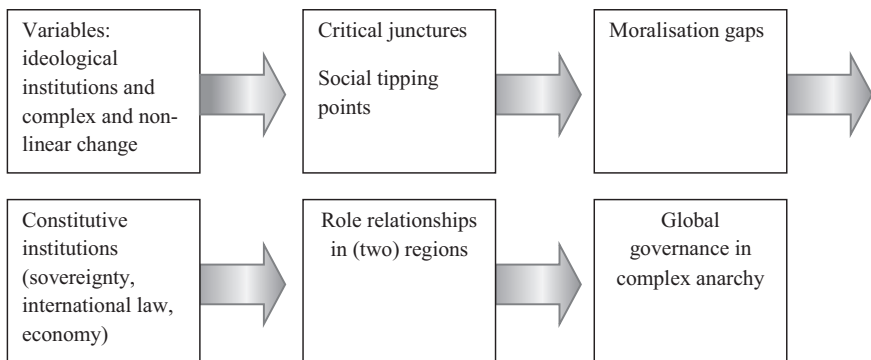 Variables:
ideological
institutions and
complex and non-
linear change
Critical junctures
Social tipping
points
Moralisation gaps
Constitutive
institutions
(sovereignty,
international law,
economy)
Role relationships
in (two) regions
Global
governance in
complex anarchy